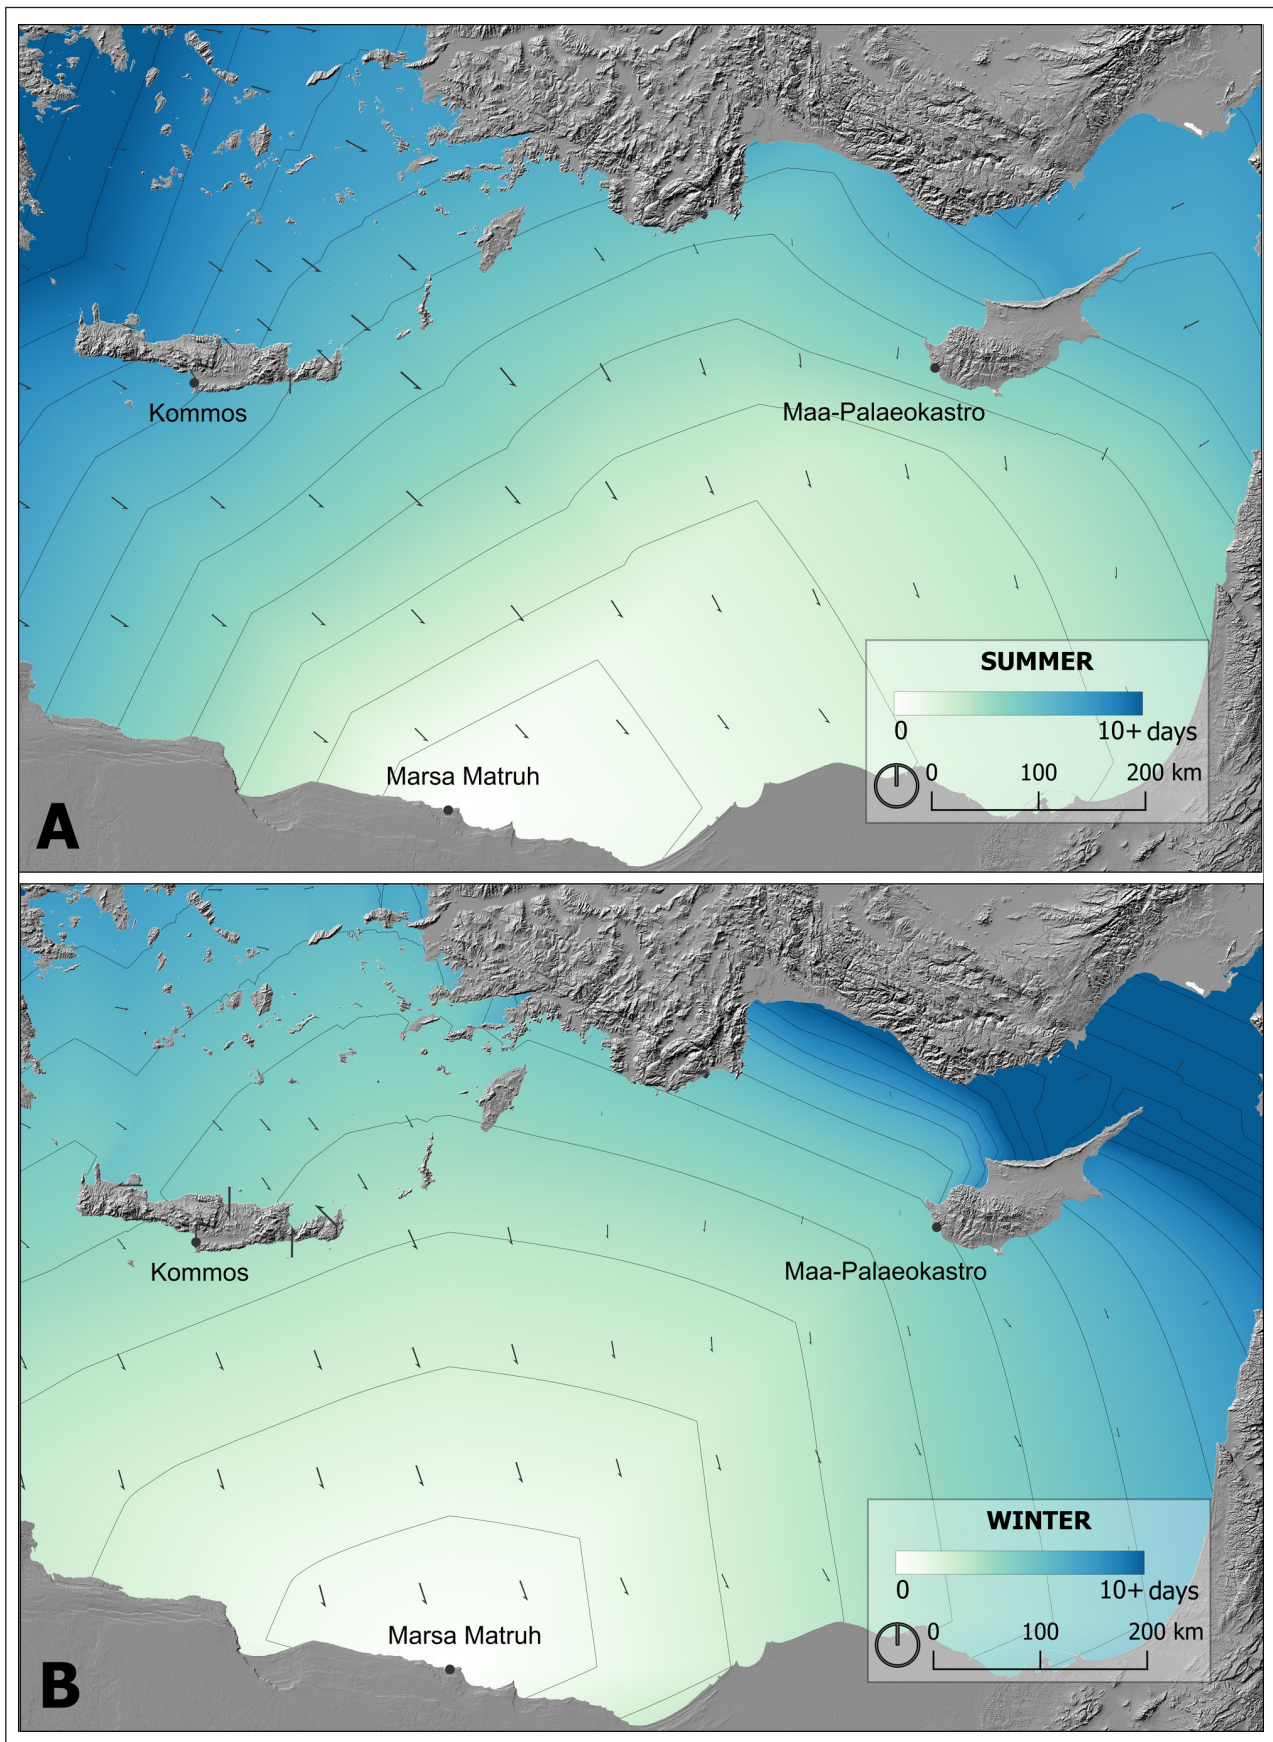 Kommos
Maa-Palaeokastro
SUMMER
0 10+ days
0 100 200 km
Marsa Matruh
A
Kommos
Maa-Palaeokastro
WINTER
0 10+ days
0 100 200 km
Marsa Matruh
B